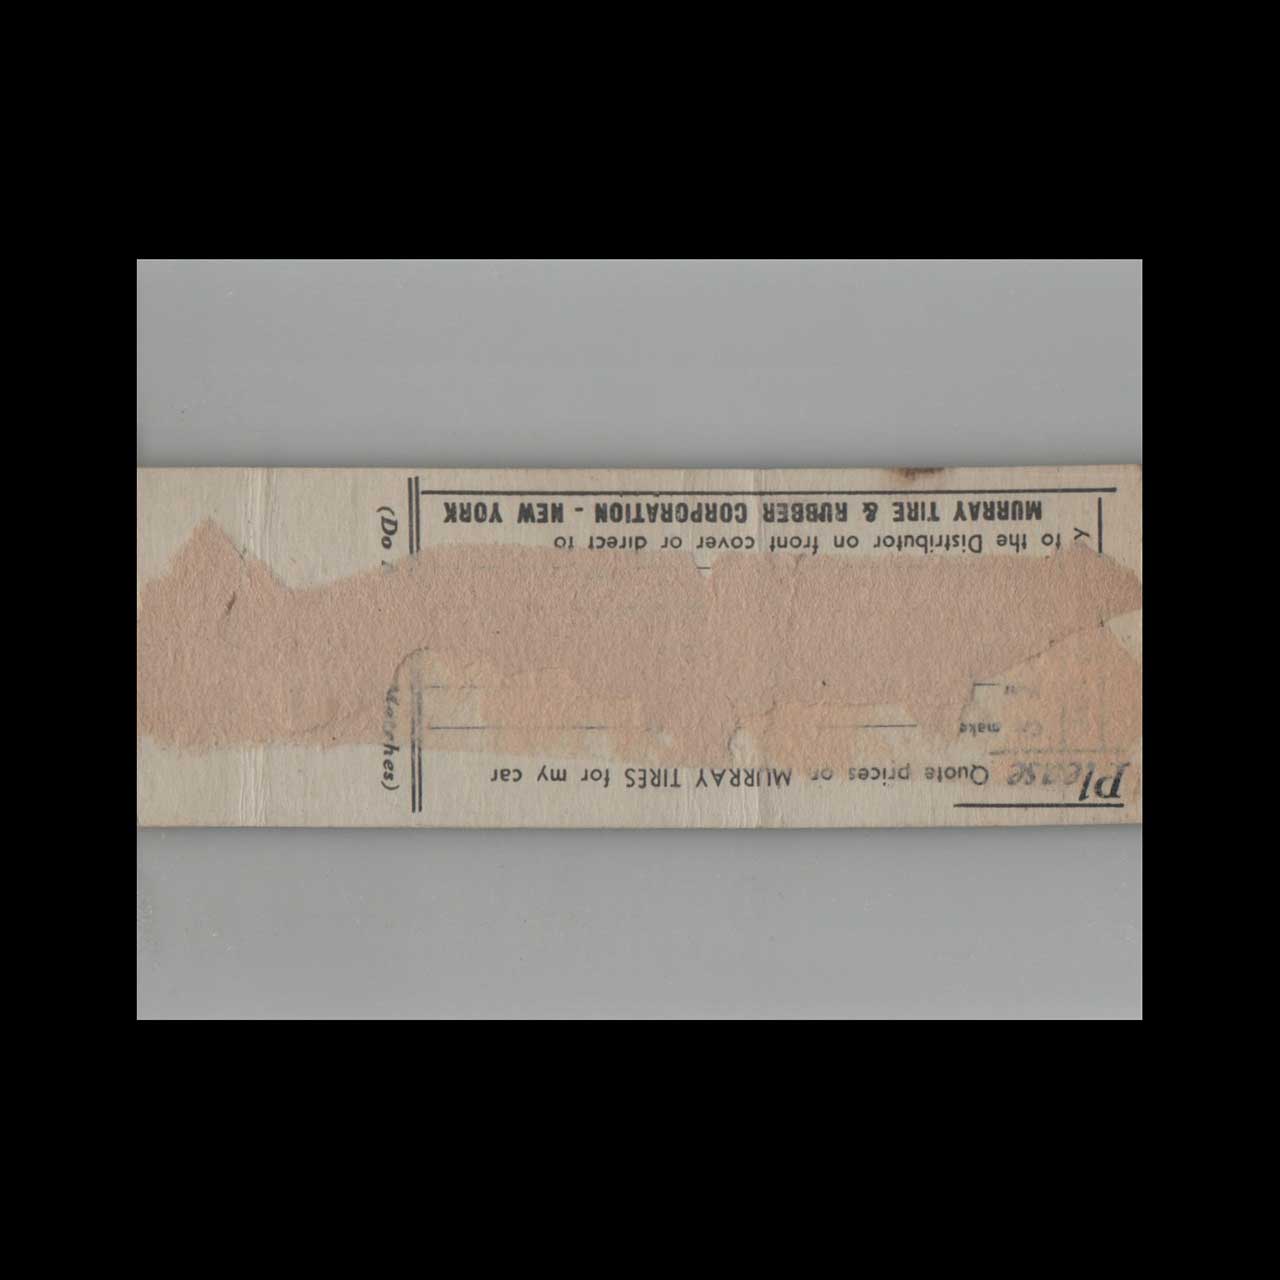 Please
Quote prices on MURRAY TIRES for my car
make
to the Distributor on front cover or direct to
MURRAY TIRE & RUBBER CORPORATION - NEW YORK
(Do
Matches)